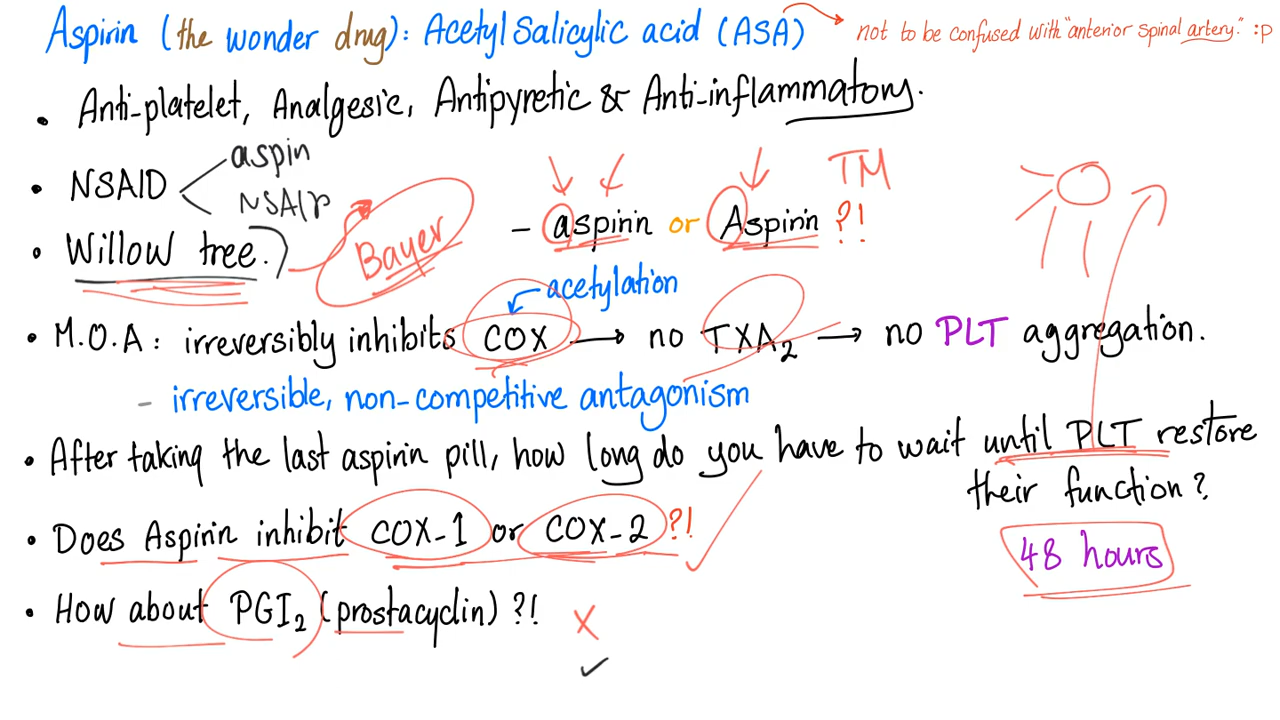 Aspirin (the wonder drug): Acetyl Salicylic acid (ASA) not to be confused with "anterior spinal artery." :p
• Anti-platelet, Analgesic, Antipyretic & Anti-inflammatory.
aspin
• NSAID
NSAIP
TM
- aspirin or Aspirin ?!
• Willow tree.
Bayer
acetylation
• M.O.A: irreversibly inhibits COX → no TXA2 → no PLT aggregation.
- irreversible, non-competitive antagonism
• After taking the last aspirin pill, how long do you have to wait until PLT restore
their function?
• Does Aspirin inhibit COX-1 or COX-2 ?!
48 hours
• How about PGI2 (prostacyclin) ?! X